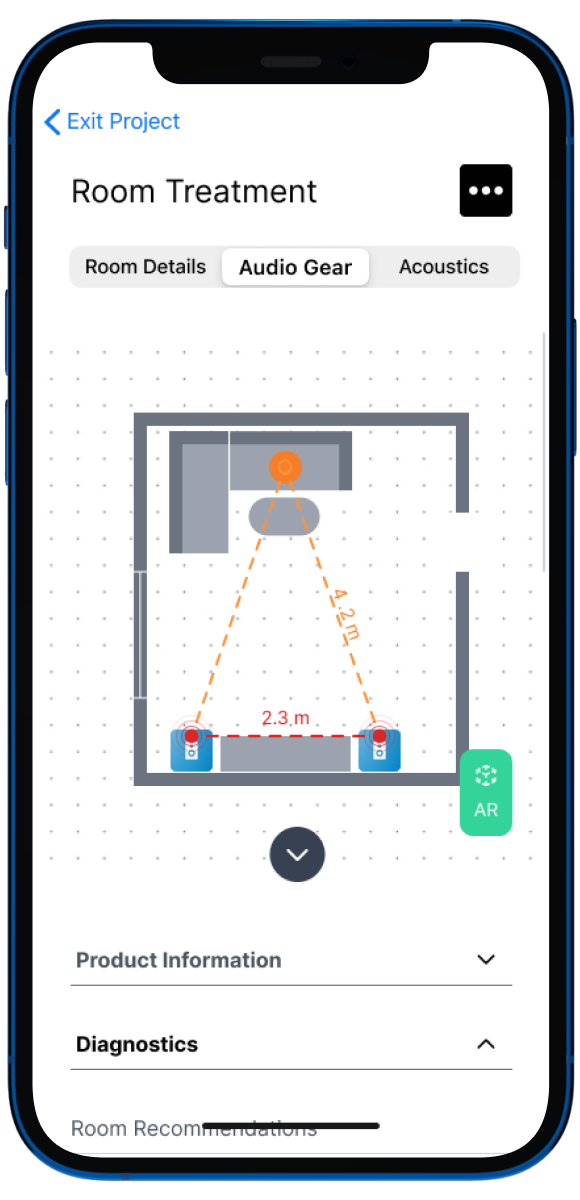 Exit Project
Room Treatment
Room Details
Audio Gear
Acoustics
4.2 m
2.3 m
AR
Product Information
Diagnostics
Room Recommendations